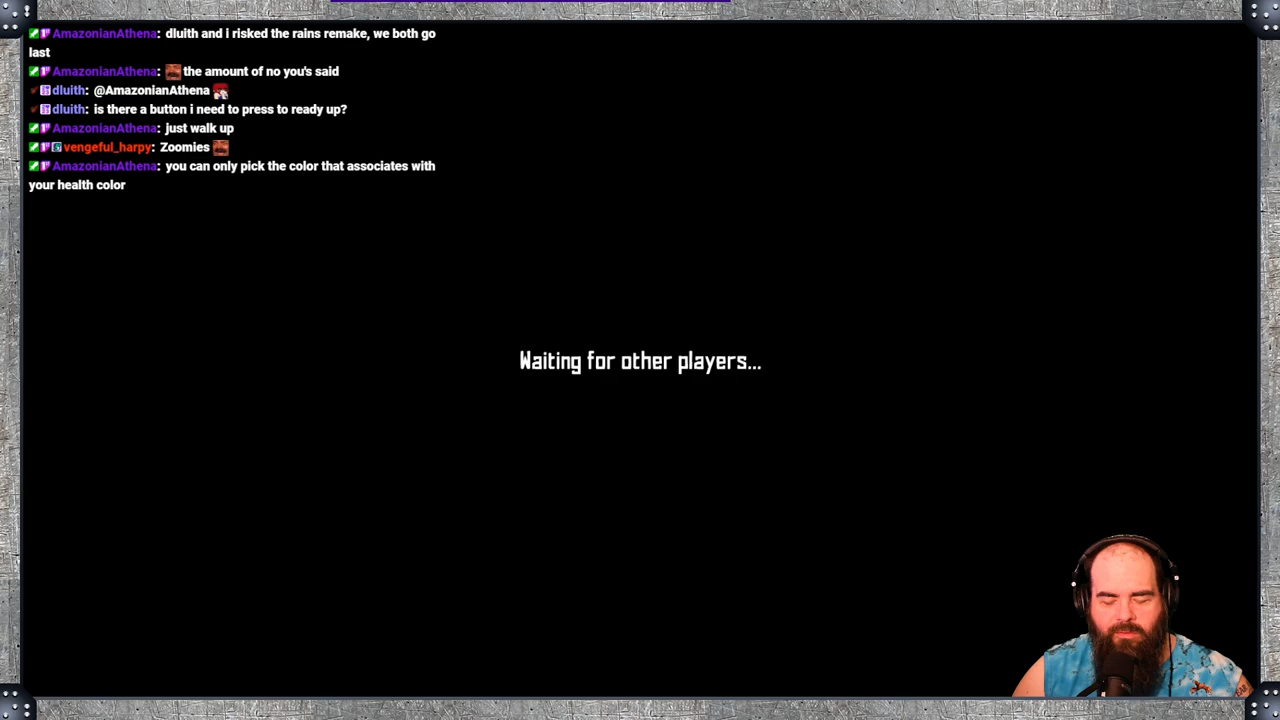 AmazonianAthena: dluith and i risked the rains remake, we both go
last
AmazonianAthena: the amount of no you's said
dluith: @AmazonianAthena
dluith: is there a button i need to press to ready up?
AmazonianAthena: just walk up
vengeful_harpy: Zoomies
AmazonianAthena: you can only pick the color that associates with
your health color
Waiting for other players...